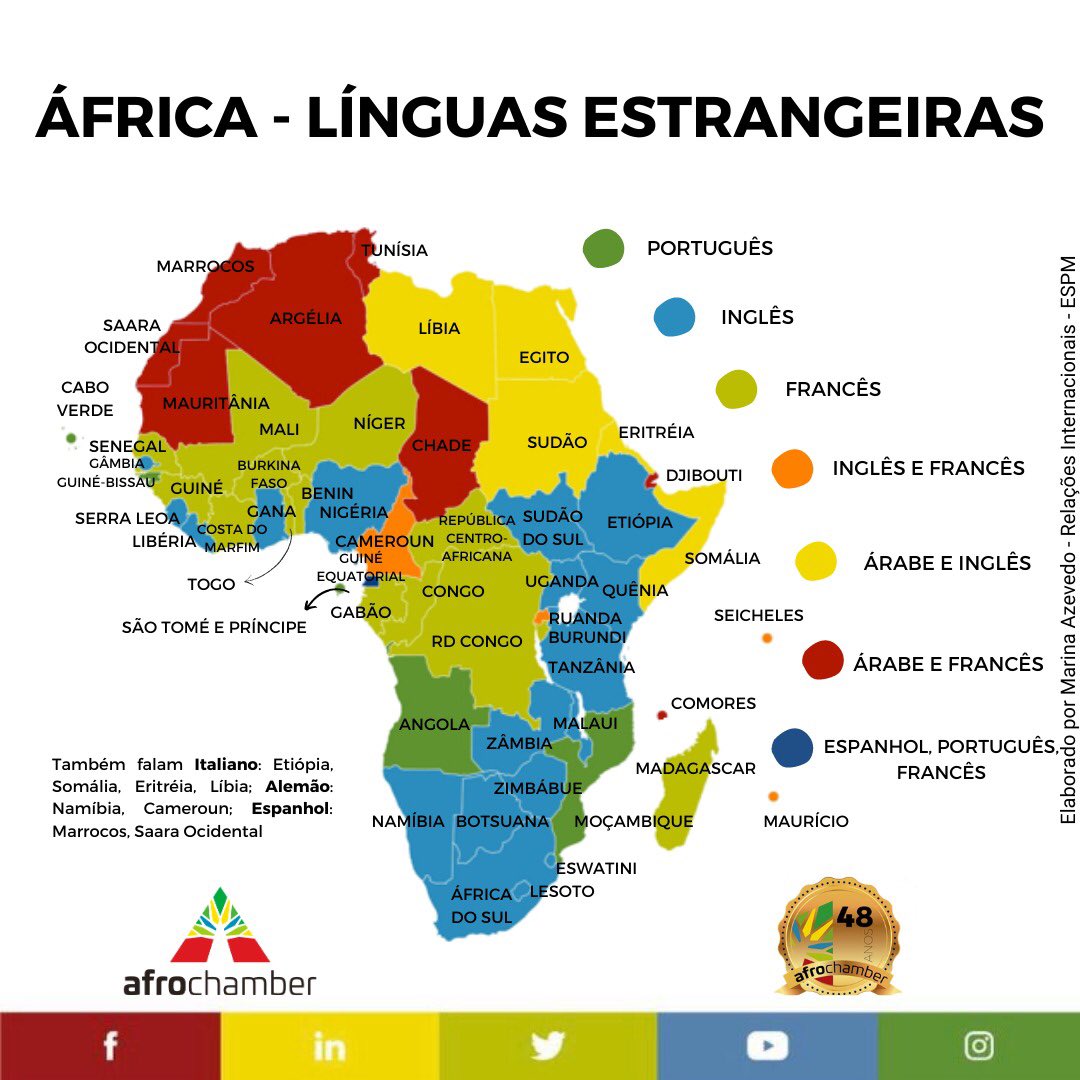 ÁFRICA - LÍNGUAS ESTRANGEIRAS
TUNÍSIA
MARROCOS
ARGÉLIA
LÍBIA
EGITO
SAARA
OCIDENTAL
CABO
VERDE
MAURITÂNIA
MALI
NÍGER
CHADE
SUDÃO
ERITRÉIA
DJIBOUTI
SENEGAL
GÂMBIA
GUINÉ-BISSAU
GUINÉ
BURKINA
FASO
BENIN
NIGÉRIA
GANA
SERRA LEOA
LIBÉRIA
COSTA DO
MARFIM
TOGO
CAMEROUN
GUINÉ
EQUATORIAL
REPÚBLICA
CENTRO-
AFRICANA
SUDÃO
DO SUL
ETIÓPIA
SOMÁLIA
SÃO TOMÉ E PRÍNCIPE
GABÃO
CONGO
RD CONGO
UGANDA
QUÊNIA
RUANDA
BURUNDI
TANZÂNIA
SEICHELES
COMORES
ANGOLA
ZÂMBIA
MALAUI
MADAGASCAR
ZIMBÁBUE
NAMÍBIA
BOTSUANA
MOÇAMBIQUE
MAURÍCIO
ESWATINI
LESOTO
ÁFRICA
DO SUL
PORTUGUÊS
INGLÊS
FRANCÊS
INGLÊS E FRANCÊS
ÁRABE E INGLÊS
ÁRABE E FRANCÊS
ESPANHOL, PORTUGUÊS,
FRANCÊS
Elaborado por Marina Azevedo - Relações Internacionais - ESPM
Também falam Italiano: Etiópia,
Somália, Eritréia, Líbia; Alemão:
Namíbia, Cameroun; Espanhol:
Marrocos, Saara Ocidental
afrochamber
48
ANOS
afrochamber
f
in